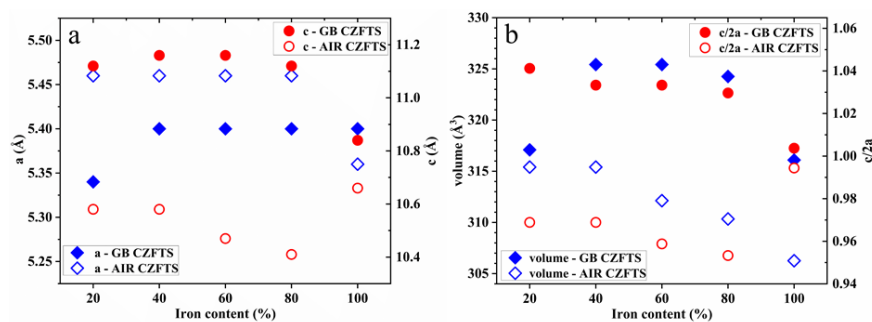 a
c - GB CZFTS
c - AIR CZFTS
a - GB CZFTS
a - AIR CZFTS
5.50
5.45
5.40
5.35
5.30
5.25
a (Å)
11.2
11.0
10.8
10.6
10.4
c (Å)
20 40 60 80 100
Iron content (%)
b
c/2a - GB CZFTS
c/2a - AIR CZFTS
volume - GB CZFTS
volume - AIR CZFTS
330
325
320
315
310
305
volume (Å³)
1.06
1.04
1.02
1.00
0.98
0.96
0.94
c/2a
20 40 60 80 100
Iron content (%)